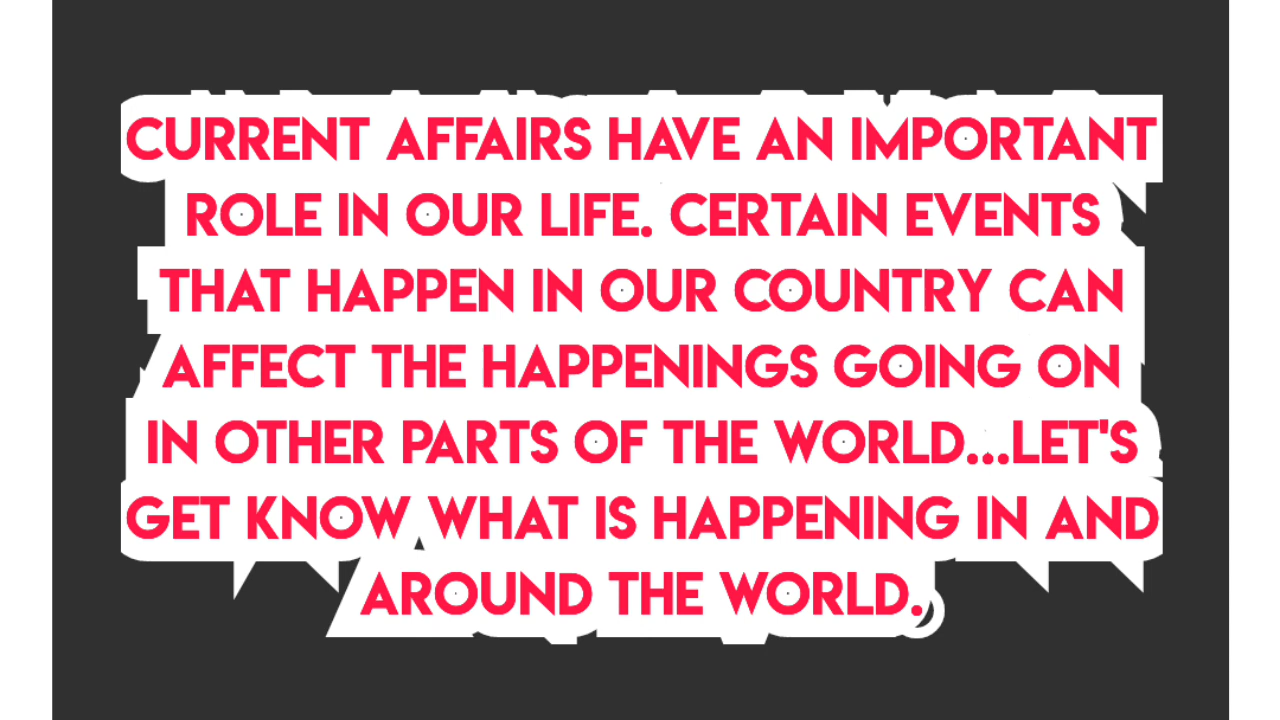 CURRENT AFFAIRS HAVE AN IMPORTANT
ROLE IN OUR LIFE. CERTAIN EVENTS
THAT HAPPEN IN OUR COUNTRY CAN
AFFECT THE HAPPENINGS GOING ON
IN OTHER PARTS OF THE WORLD...LET'S
GET KNOW WHAT IS HAPPENING IN AND
AROUND THE WORLD.